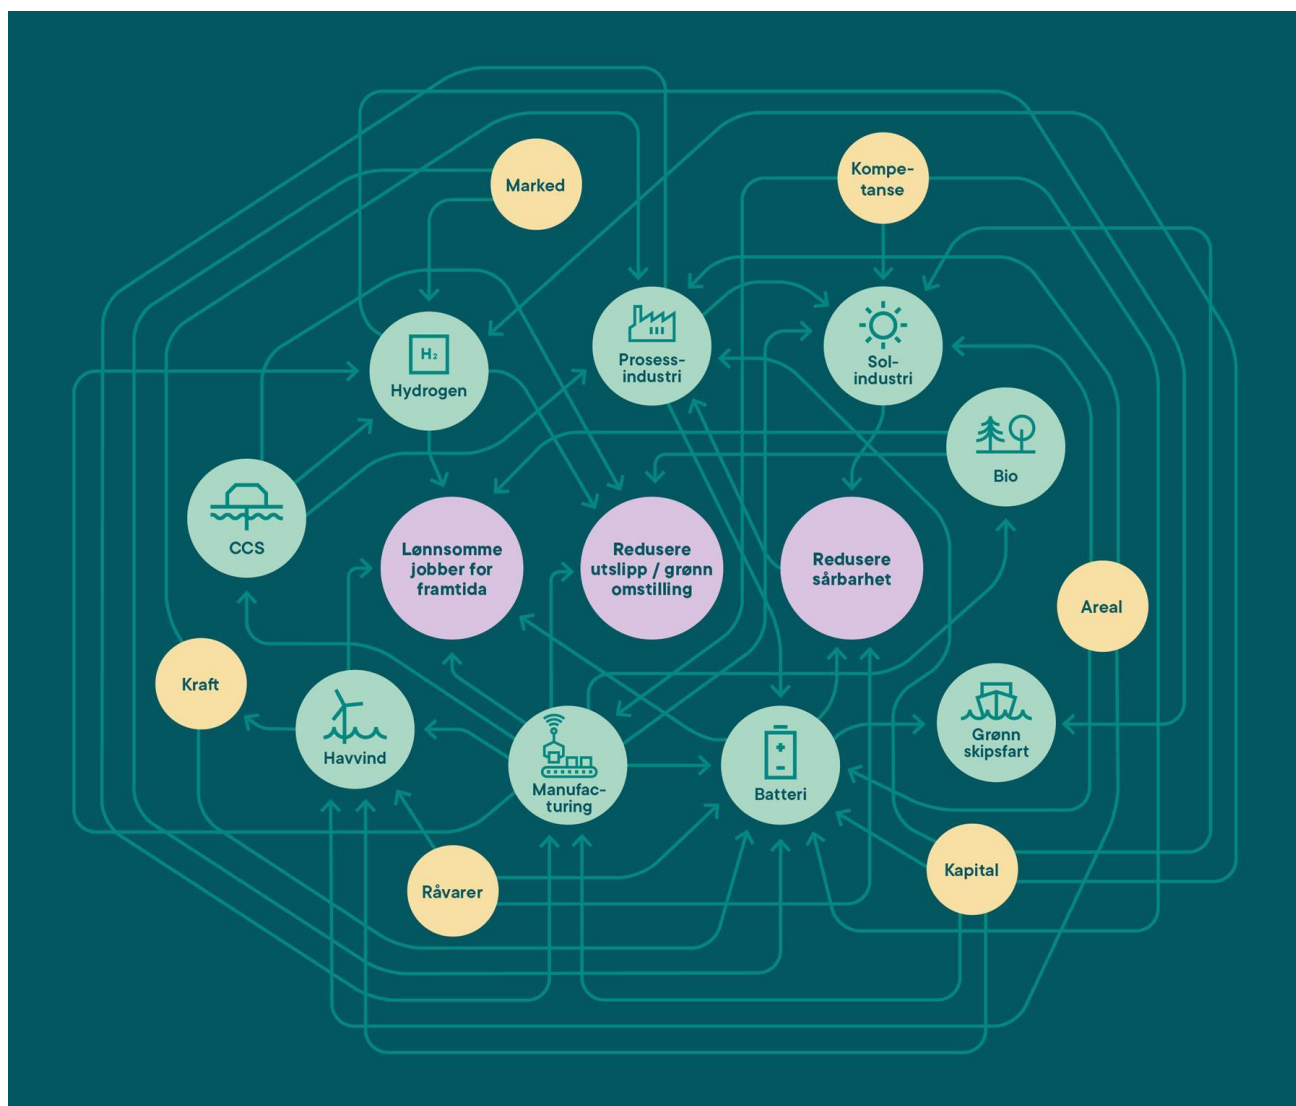 Marked
Kompe-
tanse
H₂
Hydrogen
Prosess-
industri
Sol-
industri
Bio
CCS
Lønnsomme
jobber for
framtida
Redusere
utslipp / grønn
omstilling
Redusere
sårbarhet
Areal
Kraft
Havvind
Manufac-
turing
Batteri
Grønn
skipsfart
Råvarer
Kapital